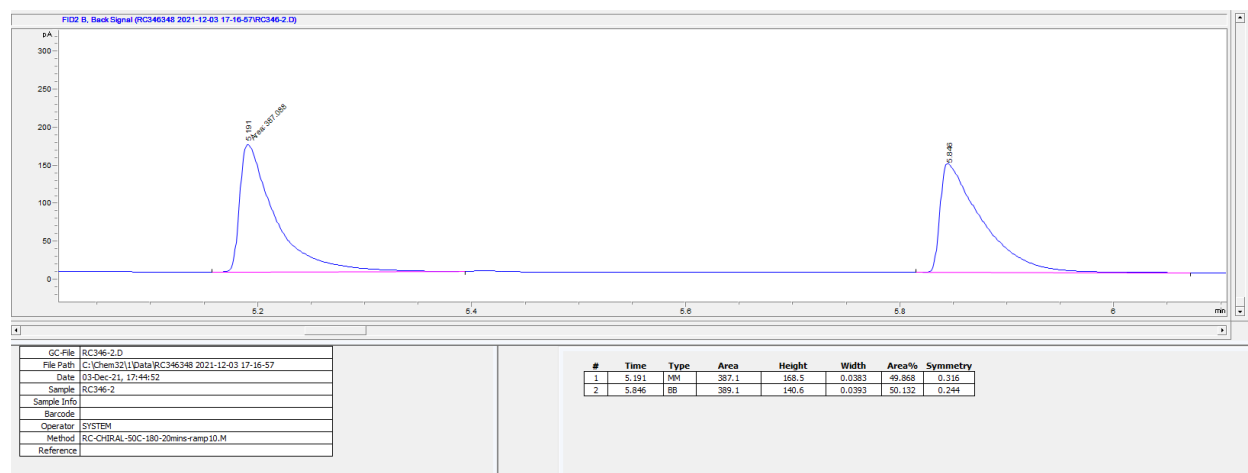 FID2 B, Back Signal (RC346348 2021-12-03 17-16-57\RC346-2.D)
pA
300
250
200
150
100
50
0
5.191
Area: 387.088
5.846
5.2
5.4
5.6
5.8
6
min
GC-File RC346-2.D
File Path C:\Chem32\1\Data\RC346348 2021-12-03 17-16-57
Date 03-Dec-21, 17:44:52
Sample RC346-2
Sample Info
Barcode
Operator SYSTEM
Method RC-CHIRAL-50C-180-20mins-ramp10.M
Reference
# Time Type Area Height Width Area% Symmetry
1 5.191 MM 387.1 168.5 0.0383 49.868 0.316
2 5.846 BB 389.1 140.6 0.0393 50.132 0.244